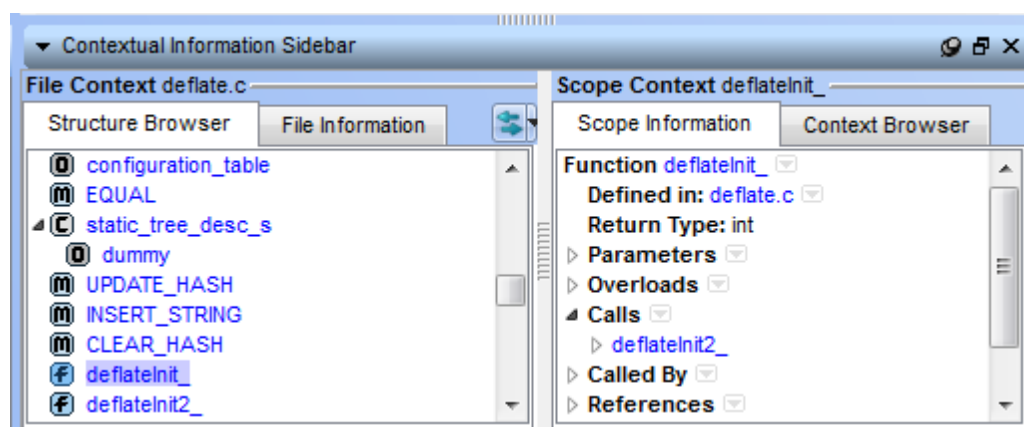 Contextual Information Sidebar
File Context deflate.c
Structure Browser
File Information
O configuration_table
m EQUAL
C static_tree_desc_s
O dummy
m UPDATE_HASH
m INSERT_STRING
m CLEAR_HASH
f deflateInit_
f deflateInit2_
Scope Context deflateInit_
Scope Information
Context Browser
Function deflateInit_
Defined in: deflate.c
Return Type: int
Parameters
Overloads
Calls
deflateInit2_
Called By
References